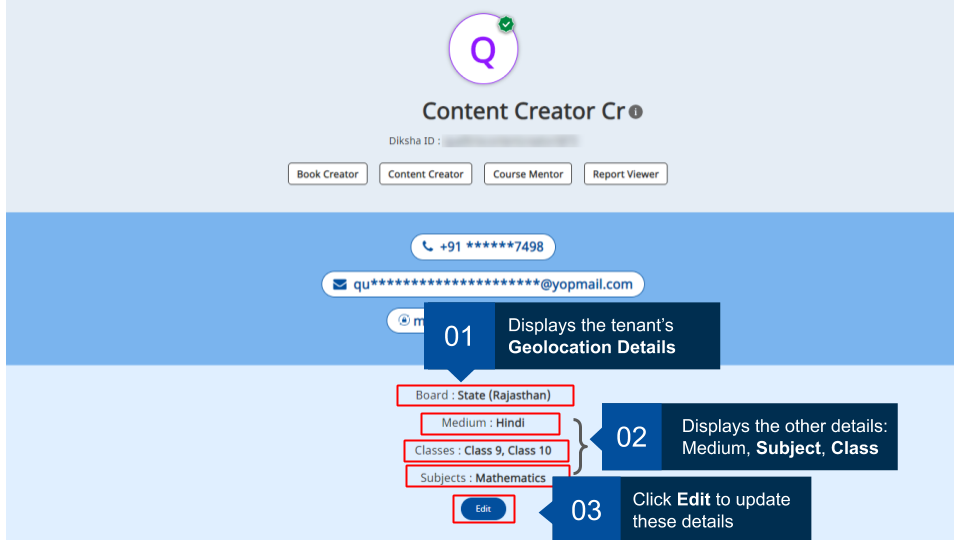 Q
Content Creator Cr
Diksha ID :
Book Creator Content Creator Course Mentor Report Viewer
+91 ******7498
qu*********************@yopmail.com
m
01 Displays the tenant’s
Geolocation Details
Board : State (Rajasthan)
Medium : Hindi
Classes : Class 9, Class 10
Subjects : Mathematics
02 Displays the other details:
Medium, Subject, Class
Edit
03 Click Edit to update
these details